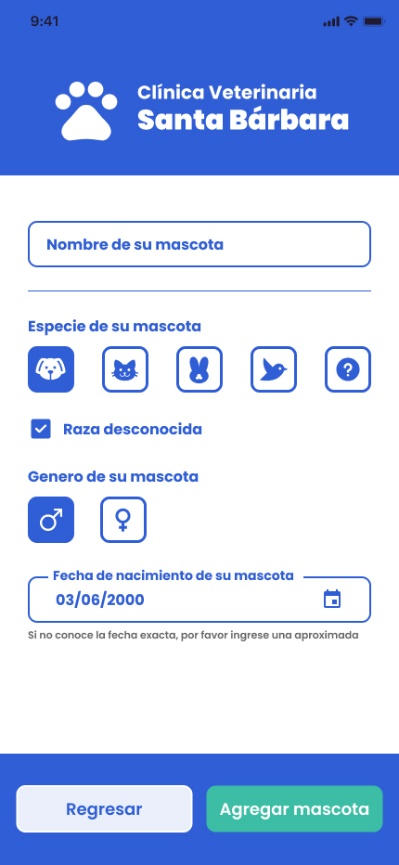 9:41
Clínica Veterinaria
Santa Bárbara
Nombre de su mascota
Especie de su mascota
?
Raza desconocida
Genero de su mascota
Fecha de nacimiento de su mascota
03/06/2000
Si no conoce la fecha exacta, por favor ingrese una aproximada
Regresar
Agregar mascota